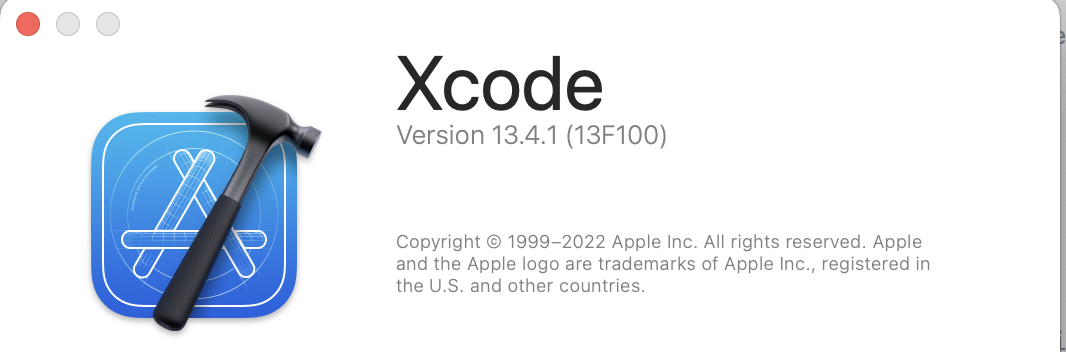 Xcode
Version 13.4.1 (13F100)
Copyright © 1999–2022 Apple Inc. All rights reserved. Apple
and the Apple logo are trademarks of Apple Inc., registered in
the U.S. and other countries.